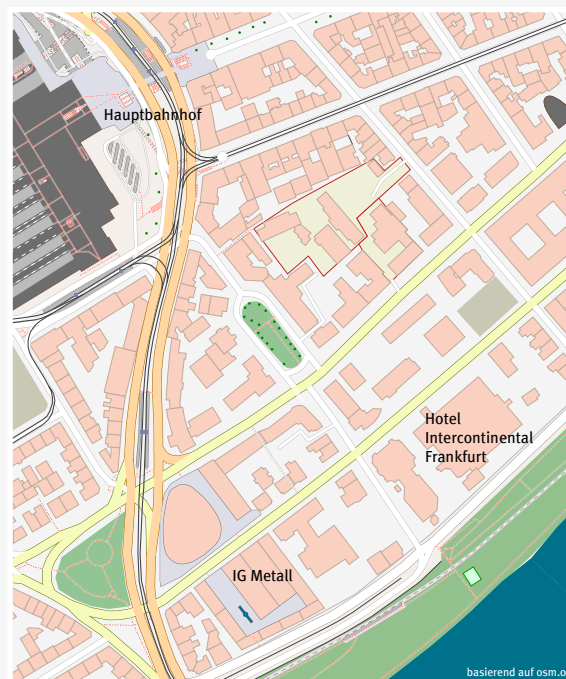 Hauptbahnhof
Hotel
Intercontinental
Frankfurt
IG Metall
basierend auf osm.o